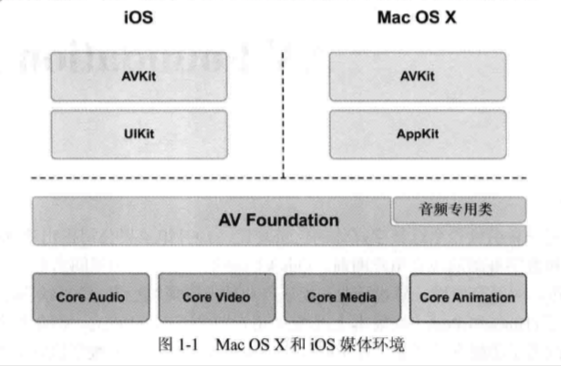 iOS
Mac OS X
AVKit
AVKit
UIKit
AppKit
AV Foundation
音频专用类
Core Audio
Core Video
Core Media
Core Animation
图 1-1 Mac OS X 和 iOS 媒体环境